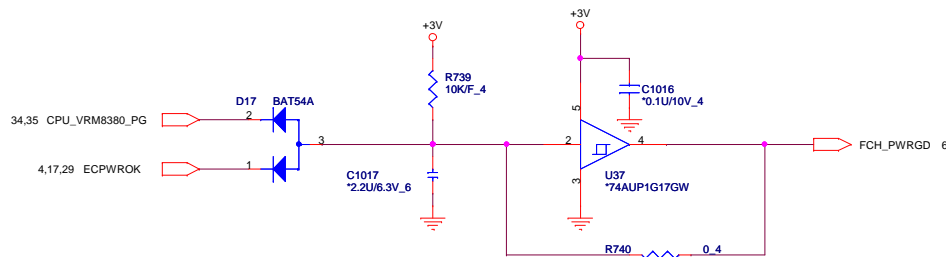 +3V
+3V
R739
10K/F_4
C1016
*0.1U/10V_4
D17 BAT54A
5
34,35 CPU_VRM8380_PG 2
3
2
4
FCH_PWRGD 6
4,17,29 ECPWROK 1
C1017
*2.2U/6.3V_6
3
U37
*74AUP1G17GW
R740 0_4